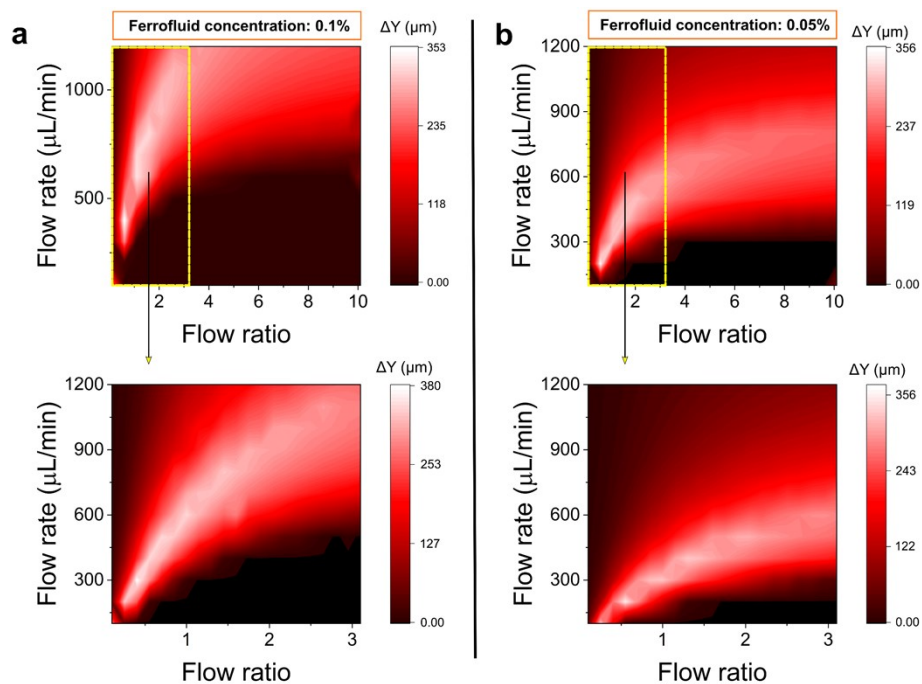 a
Ferrofluid concentration: 0.1%
ΔY (µm)
353
235
118
0.00
1000
500
Flow rate (µL/min)
2 4 6 8 10
Flow ratio
ΔY (µm)
380
253
127
0.00
1200
900
600
300
Flow rate (µL/min)
1 2 3
Flow ratio
b
Ferrofluid concentration: 0.05%
ΔY (µm)
356
237
119
0.00
1200
900
600
300
Flow rate (µL/min)
2 4 6 8 10
Flow ratio
ΔY (µm)
356
243
122
0.00
1200
900
600
300
Flow rate (µL/min)
1 2 3
Flow ratio